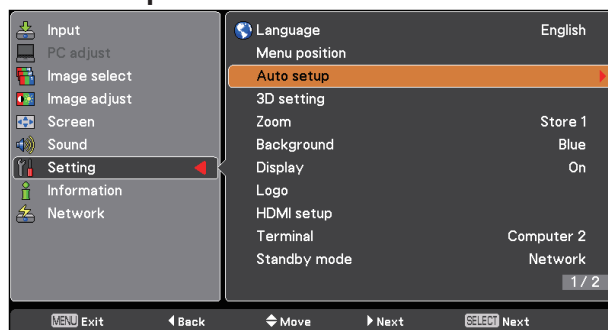 Input
PC adjust
Image select
Image adjust
Screen
Sound
Setting
Information
Network
Language English
Menu position
Auto setup
3D setting
Zoom Store 1
Background Blue
Display On
Logo
HDMI setup
Terminal Computer 2
Standby mode Network
1 / 2
MENU Exit Back Move Next SELECT Next